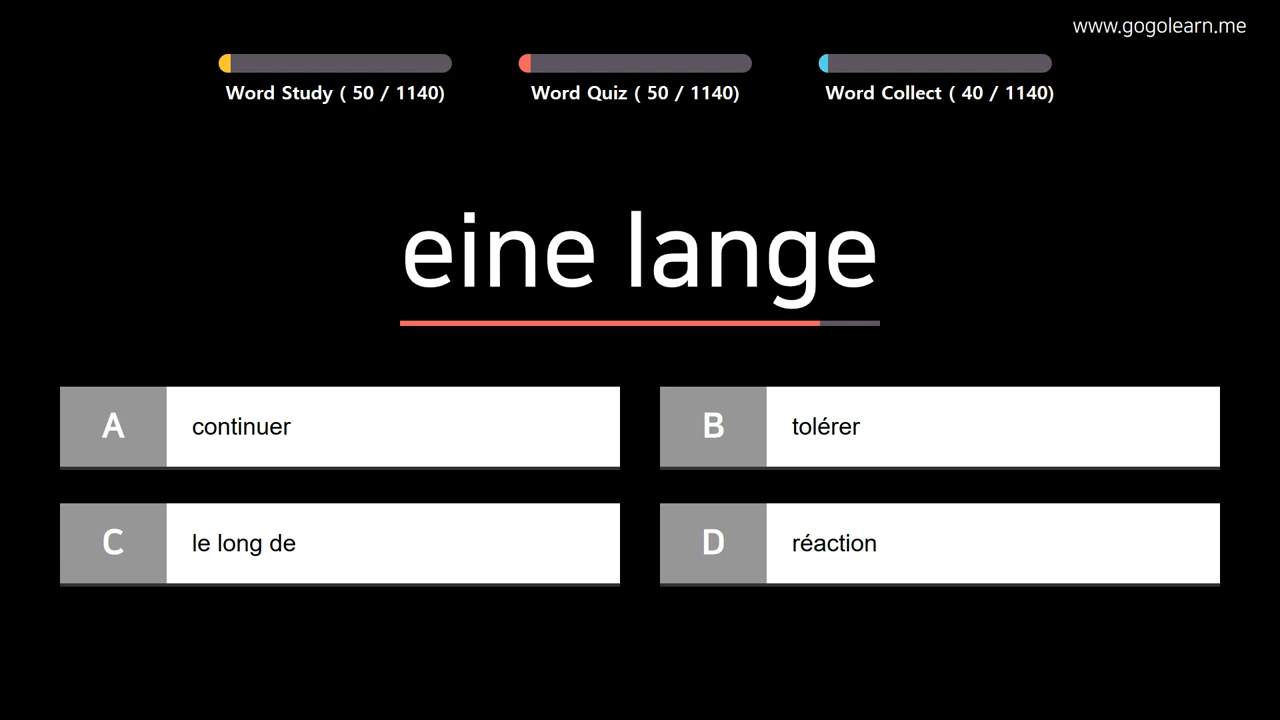 www.gogolearn.me
Word Study ( 50 / 1140)
Word Quiz ( 50 / 1140)
Word Collect ( 40 / 1140)
eine lange
A continuer
B tolérer
C le long de
D réaction